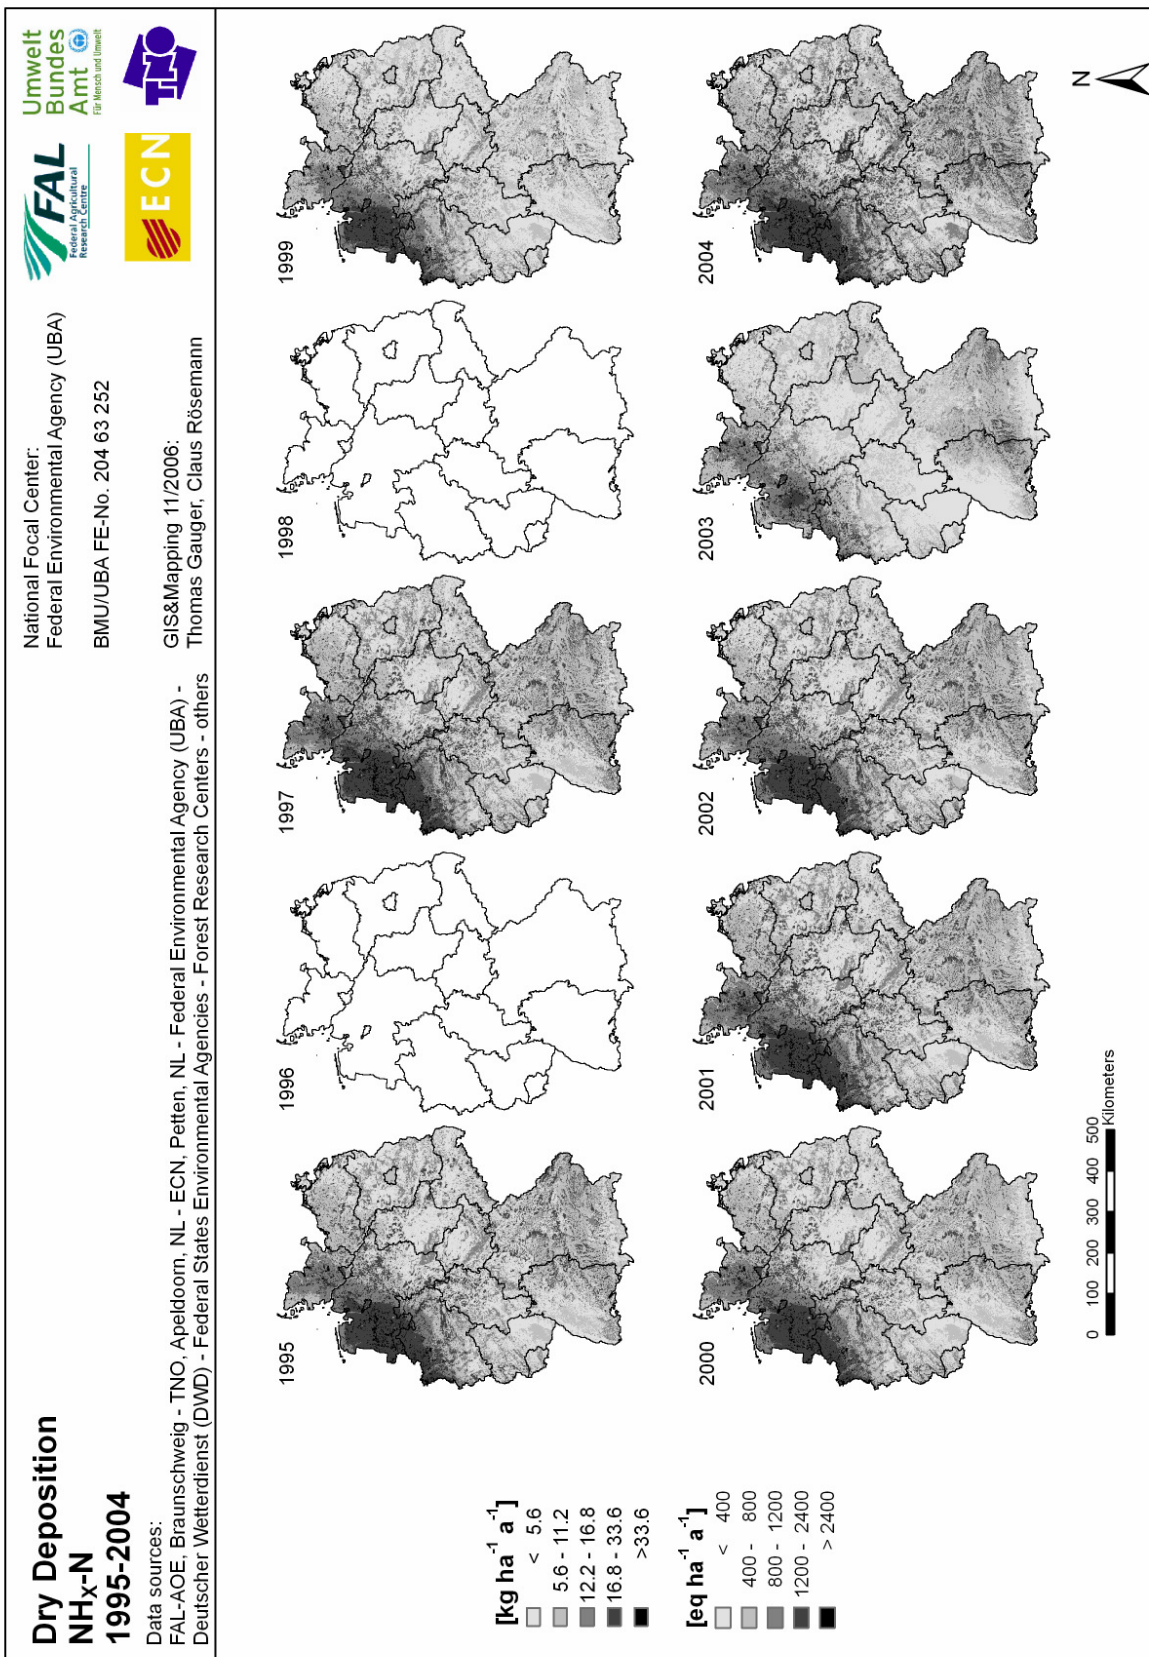 Dry Deposition
NHx-N
1995-2004
Data sources:
FAL-AOE, Braunschweig - TNO, Apeldoorn, NL - ECN, Petten, NL - Federal Environmental Agency (UBA) -
Deutscher Wetterdienst (DWD) - Federal States Environmental Agencies - Forest Research Centers - others
National Focal Center:
Federal Environmental Agency (UBA)
BMU/UBA FE-No. 204 63 252
GIS&Mapping 11/2006:
Thomas Gauger, Claus Rösemann
FAL
Federal Agricultural
Research Centre
Umwelt
Bundes
Amt
Für Mensch und Umwelt
ECN
TNO
[kg ha-1 a-1]
< 5.6
5.6 - 11.2
12.2 - 16.8
16.8 - 33.6
>33.6
[eq ha-1 a-1]
< 400
400 - 800
800 - 1200
1200 - 2400
> 2400
1995
1996
1997
1998
1999
2000
2001
2002
2003
2004
0 100 200 300 400 500
Kilometers
N